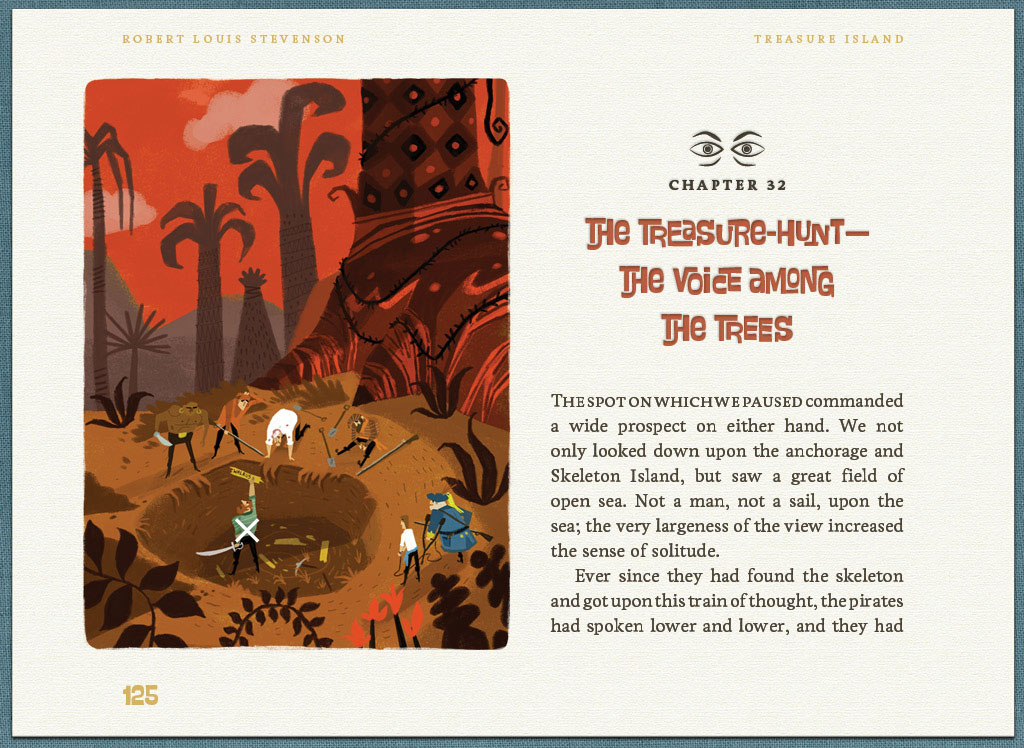 ROBERT LOUIS STEVENSON
TREASURE ISLAND
CHAPTER 32
THE TREASURE-HUNT—
THE VOICE AMONG
THE TREES
THE SPOT ON WHICH WE PAUSED commanded
a wide prospect on either hand. We not
only looked down upon the anchorage and
Skeleton Island, but saw a great field of
open sea. Not a man, not a sail, upon the
sea; the very largeness of the view increased
the sense of solitude.
Ever since they had found the skeleton
and got upon this train of thought, the pirates
had spoken lower and lower, and they had
125